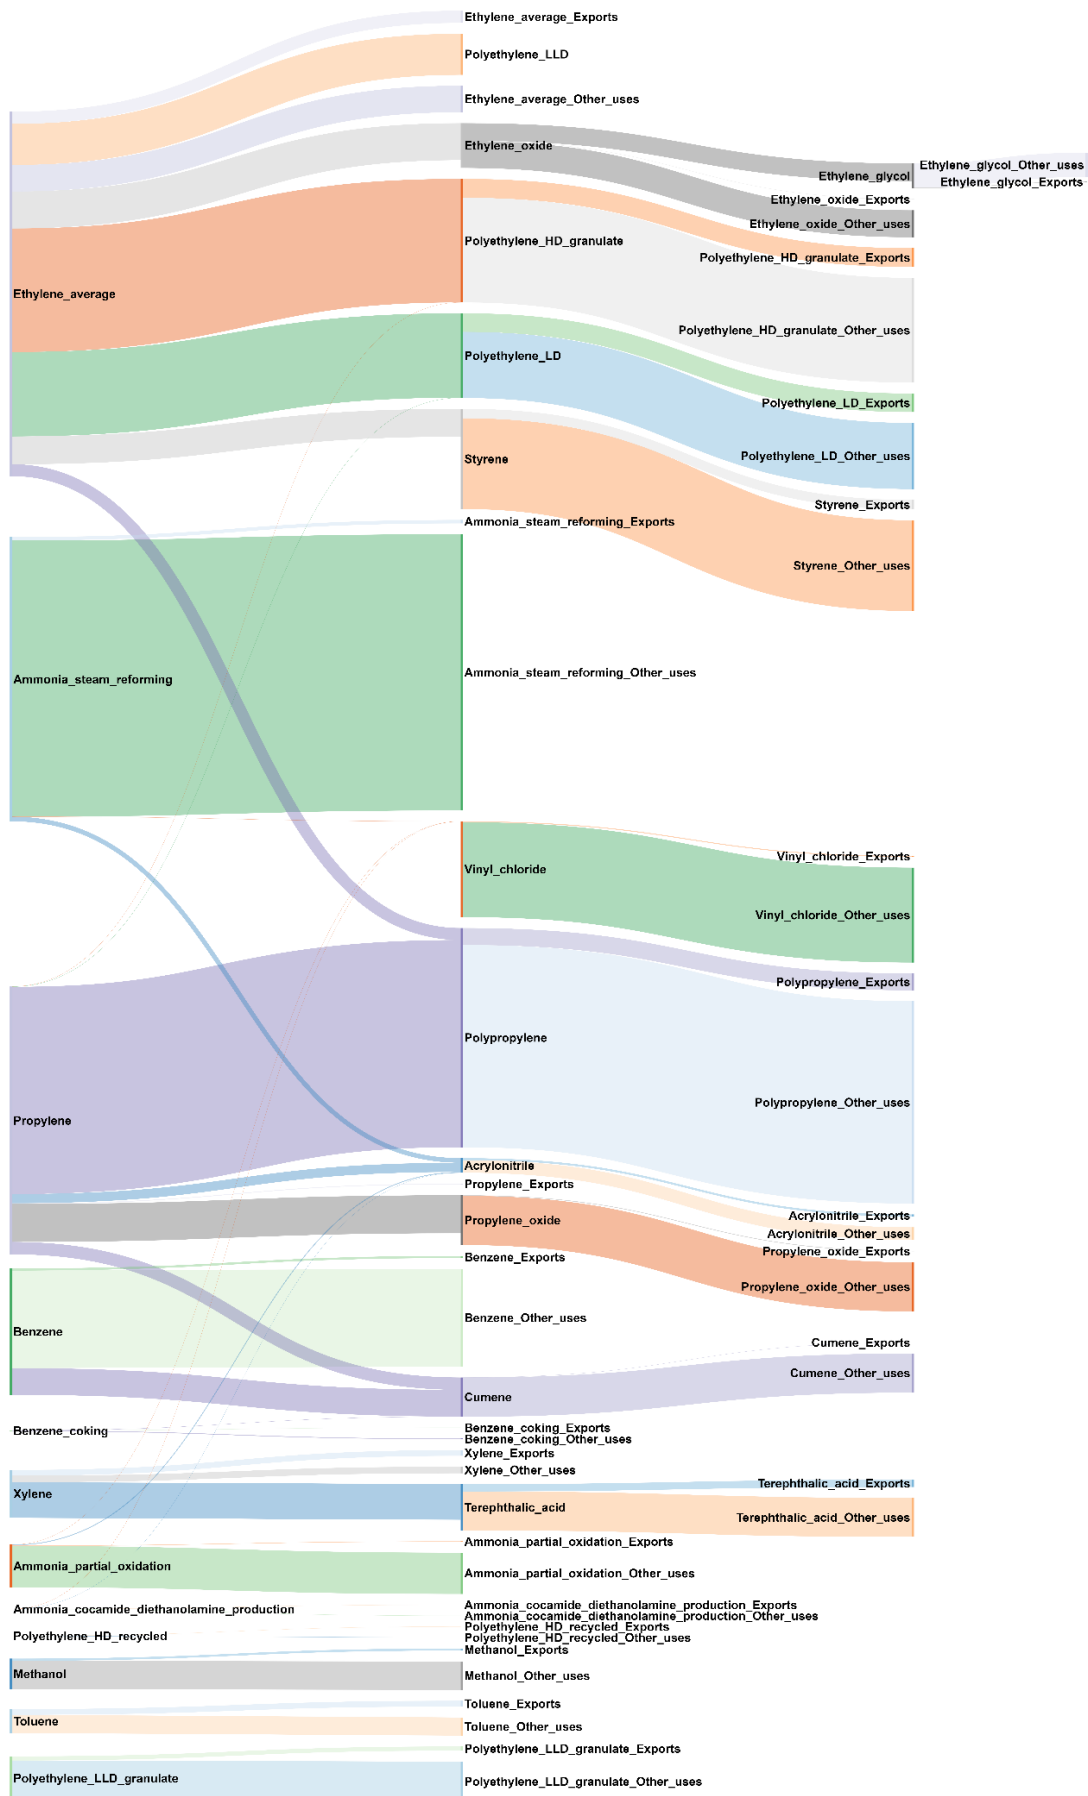 Ethylene_average_Exports
Polyethylene_LLD
Ethylene_average_Other_uses
Ethylene_oxide
Ethylene_glycol_Other_uses
Ethylene_glycol
Ethylene_glycol_Exports
Ethylene_oxide_Exports
Ethylene_oxide_Other_uses
Polyethylene_HD_granulate
Polyethylene_HD_granulate_Exports
Ethylene_average
Polyethylene_HD_granulate_Other_uses
Polyethylene_LD
Polyethylene_LD_Exports
Polyethylene_LD_Other_uses
Styrene
Styrene_Exports
Ammonia_steam_reforming_Exports
Styrene_Other_uses
Ammonia_steam_reforming
Ammonia_steam_reforming_Other_uses
Vinyl_chloride_Exports
Vinyl_chloride
Vinyl_chloride_Other_uses
Polypropylene_Exports
Polypropylene
Polypropylene_Other_uses
Propylene
Acrylonitrile
Propylene_Exports
Acrylonitrile_Exports
Propylene_oxide
Acrylonitrile_Other_uses
Propylene_oxide_Exports
Benzene_Exports
Propylene_oxide_Other_uses
Benzene_Other_uses
Benzene
Cumene_Exports
Cumene_Other_uses
Cumene
Benzene_coking_Exports
Benzene_coking
Benzene_coking_Other_uses
Xylene_Exports
Xylene_Other_uses
Terephthalic_acid_Exports
Xylene
Terephthalic_acid
Terephthalic_acid_Other_uses
Ammonia_partial_oxidation_Exports
Ammonia_partial_oxidation
Ammonia_partial_oxidation_Other_uses
Ammonia_cocamide_diethanolamine_production_Exports
Ammonia_cocamide_diethanolamine_production
Ammonia_cocamide_diethanolamine_production_Other_uses
Polyethylene_HD_recycled_Exports
Polyethylene_HD_recycled
Polyethylene_HD_recycled_Other_uses
Methanol_Exports
Methanol
Methanol_Other_uses
Toluene_Exports
Toluene
Toluene_Other_uses
Polyethylene_LLD_granulate_Exports
Polyethylene_LLD_granulate
Polyethylene_LLD_granulate_Other_uses